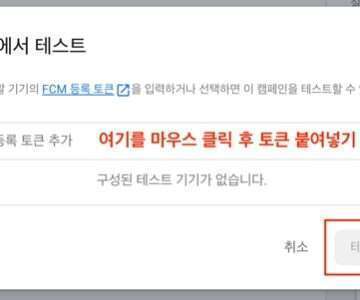 에서 테스트
기기의 FCM 등록 토큰을 입력하거나 선택하면 이 캠페인을 테스트할 수
등록 토큰 추가 여기를 마우스 클릭 후 토큰 붙여넣기
구성된 테스트 기기가 없습니다.
취소